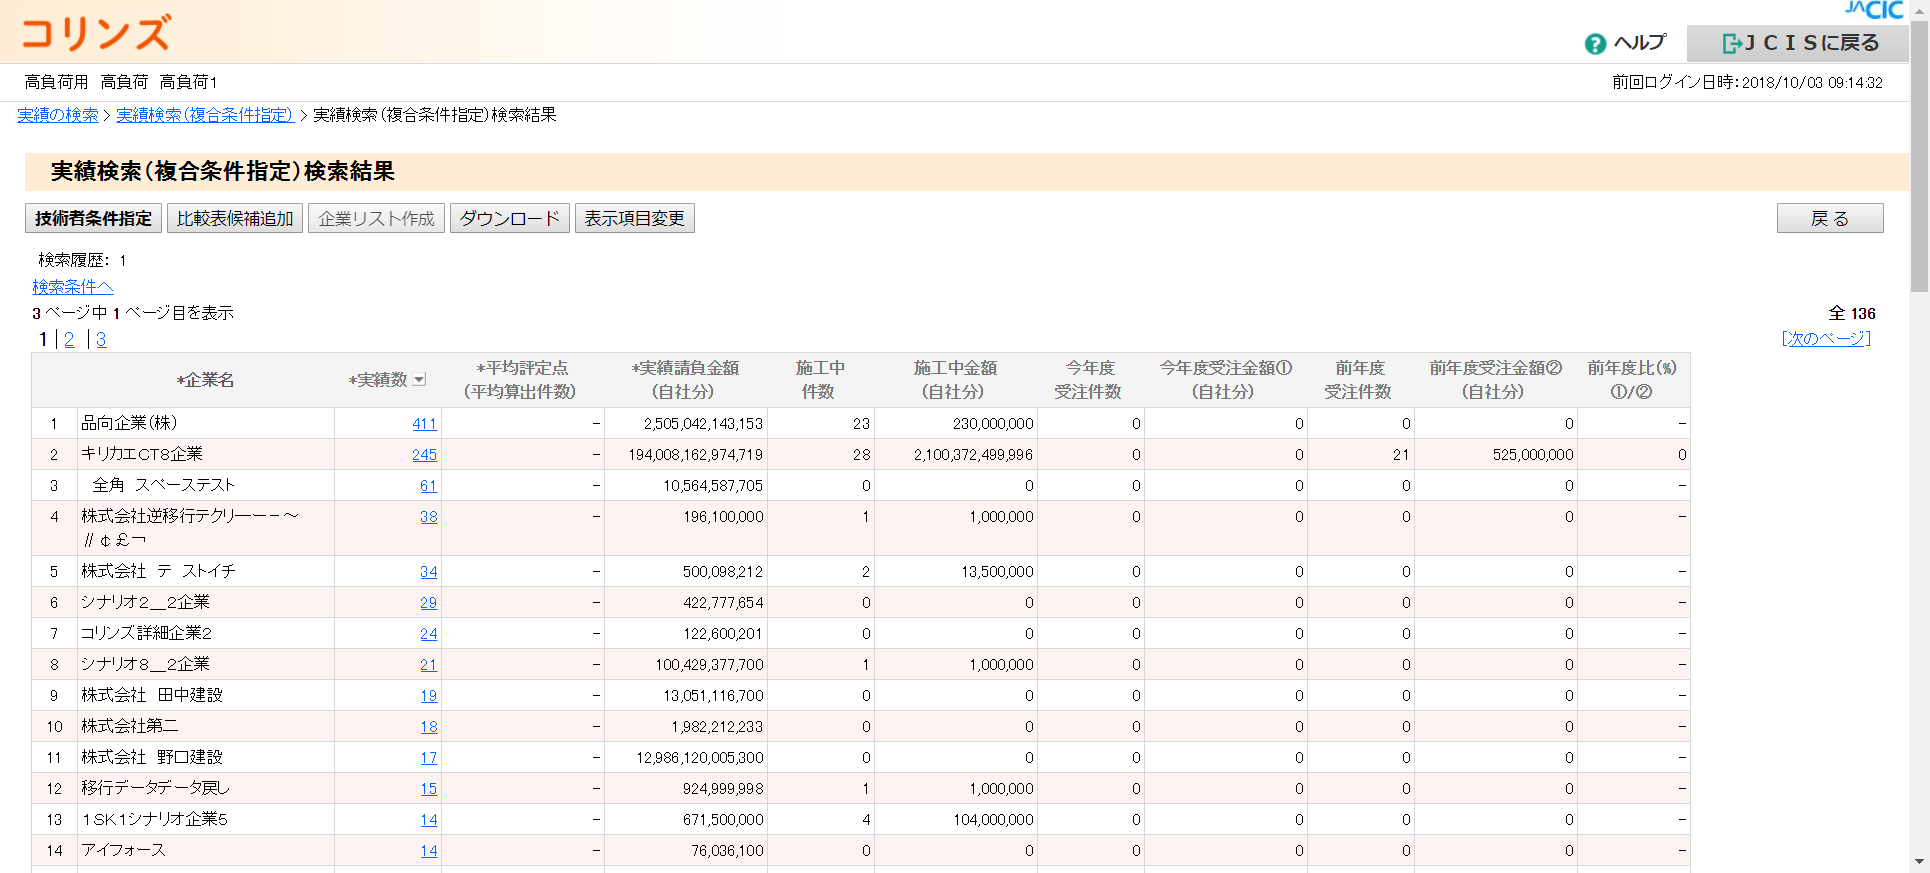 JACIC
コリンズ
? ヘルプ
ＪＣＩＳに戻る
高負荷用 高負荷 高負荷1
前回ログイン日時：2018/10/03 09:14:32
実績の検索 > 実績検索（複合条件指定） > 実績検索（複合条件指定）検索結果
実績検索（複合条件指定）検索結果
技術者条件指定 比較表候補追加 企業リスト作成 ダウンロード 表示項目変更 戻 る
検索履歴： 1
検索条件へ
3 ページ中 1 ページ目を表示 全 136
1 | 2 | 3 [次のページ]
*企業名 *実績数 *平均評定点（平均算出件数） *実績請負金額（自社分） 施工中件数 施工中金額（自社分） 今年度受注件数 今年度受注金額①（自社分） 前年度受注件数 前年度受注金額②（自社分） 前年度比(%)①/②
1 品向企業（株） 411 － 2,505,042,143,153 23 230,000,000 0 0 0 0 －
2 キリカエＣＴ８企業 245 － 194,008,162,974,719 28 2,100,372,499,996 0 0 21 525,000,000 0
3 　全角　スペーステスト 61 － 10,564,587,705 0 0 0 0 0 0 －
4 株式会社逆移行テクリ―ー－～ 38 － 196,100,000 1 1,000,000 0 0 0 0 －
∥￠￡￢
5 株式会社　テ　ストイチ 34 － 500,098,212 2 13,500,000 0 0 0 0 －
6 シナリオ２＿２企業 29 － 422,777,654 0 0 0 0 0 0 －
7 コリンズ詳細企業２ 24 － 122,600,201 0 0 0 0 0 0 －
8 シナリオ８＿２企業 21 － 100,429,377,700 1 1,000,000 0 0 0 0 －
9 株式会社　田中建設 19 － 13,051,116,700 0 0 0 0 0 0 －
10 株式会社第二 18 － 1,982,212,233 0 0 0 0 0 0 －
11 株式会社　野口建設 17 － 12,986,120,005,300 0 0 0 0 0 0 －
12 移行データデータ戻し 15 － 924,999,998 1 1,000,000 0 0 0 0 －
13 １ＳＫ１シナリオ企業５ 14 － 671,500,000 4 104,000,000 0 0 0 0 －
14 アイフォース 14 － 76,036,100 0 0 0 0 0 0 －